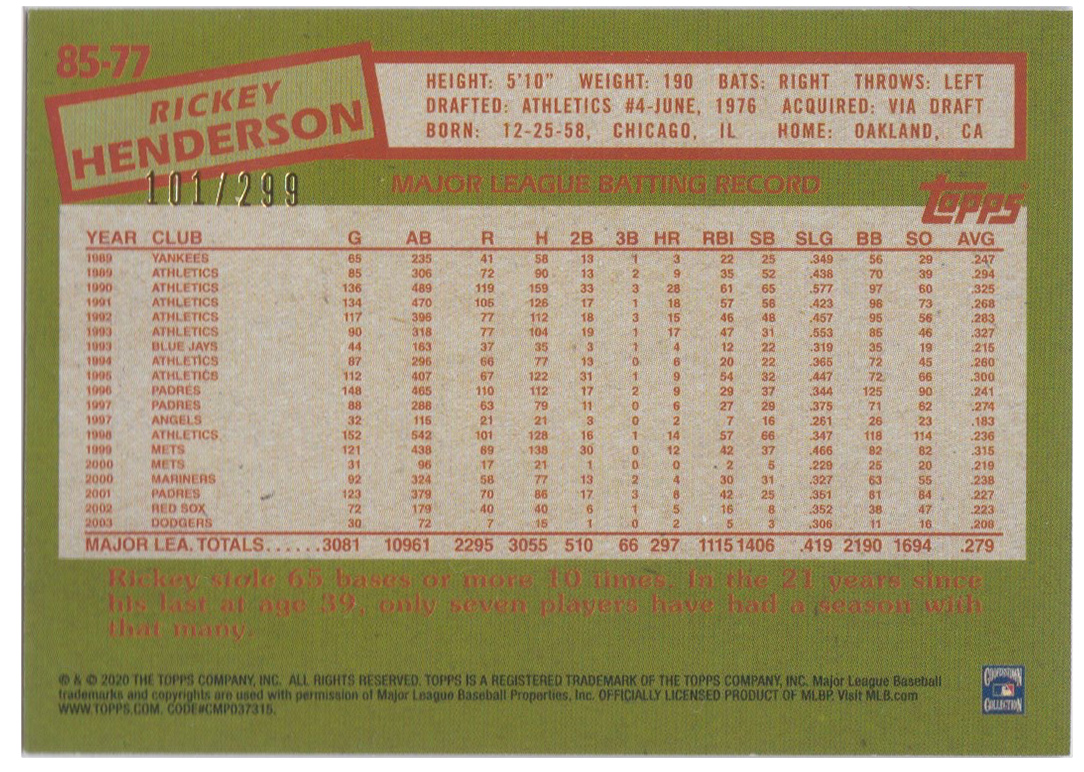 85-77
RICKEY
HENDERSON
HEIGHT: 5'10" WEIGHT: 190 BATS: RIGHT THROWS: LEFT
DRAFTED: ATHLETICS #4-JUNE, 1976 ACQUIRED: VIA DRAFT
BORN: 12-25-58, CHICAGO, IL HOME: OAKLAND, CA
101/299
MAJOR LEAGUE BATTING RECORD
topps
YEAR CLUB G AB R H 2B 3B HR RBI SB SLG BB SO AVG
1989 YANKEES 65 235 41 58 13 1 3 22 25 .349 56 29 .247
1989 ATHLETICS 85 306 72 90 13 2 9 35 52 .438 70 39 .294
1990 ATHLETICS 136 489 119 159 33 3 28 61 65 .577 97 60 .325
1991 ATHLETICS 134 470 105 126 17 1 18 57 58 .423 98 73 .268
1992 ATHLETICS 117 396 77 112 18 3 15 46 48 .457 95 56 .283
1993 ATHLETICS 90 318 77 104 19 1 17 47 31 .553 85 46 .327
1993 BLUE JAYS 44 163 37 35 3 1 4 12 22 .319 35 19 .215
1994 ATHLETICS 87 296 66 77 13 0 6 20 22 .365 72 45 .260
1995 ATHLETICS 112 407 67 122 31 1 9 54 32 .447 72 66 .300
1996 PADRES 148 465 110 112 17 2 9 29 37 .344 125 90 .241
1997 PADRES 88 288 63 79 11 0 6 27 29 .375 71 62 .274
1997 ANGELS 32 115 21 21 3 0 2 7 16 .261 26 23 .183
1998 ATHLETICS 152 542 101 128 16 1 14 57 66 .347 118 114 .236
1999 METS 121 438 89 138 30 0 12 42 37 .466 82 82 .315
2000 METS 31 96 17 21 1 0 0 2 5 .229 25 20 .219
2000 MARINERS 92 324 58 77 13 2 4 30 31 .327 63 55 .238
2001 PADRES 123 379 70 86 17 3 8 42 25 .351 81 84 .227
2002 RED SOX 72 179 40 40 6 1 5 16 8 .352 38 47 .223
2003 DODGERS 30 72 7 15 1 0 2 5 3 .306 11 16 .208
MAJOR LEA. TOTALS......3081 10961 2295 3055 510 66 297 1115 1406 .419 2190 1694 .279
Rickey stole 65 bases or more 10 times. In the 21 years since
his last at age 39, only seven players have had a season with
that many.
® & © 2020 THE TOPPS COMPANY, INC. ALL RIGHTS RESERVED. TOPPS IS A REGISTERED TRADEMARK OF THE TOPPS COMPANY, INC. Major League Baseball
trademarks and copyrights are used with permission of Major League Baseball Properties, Inc. OFFICIALLY LICENSED PRODUCT OF MLBP. Visit MLB.com
WWW.TOPPS.COM. CODE#CMP037315.
COOPERSTOWN
COLLECTION